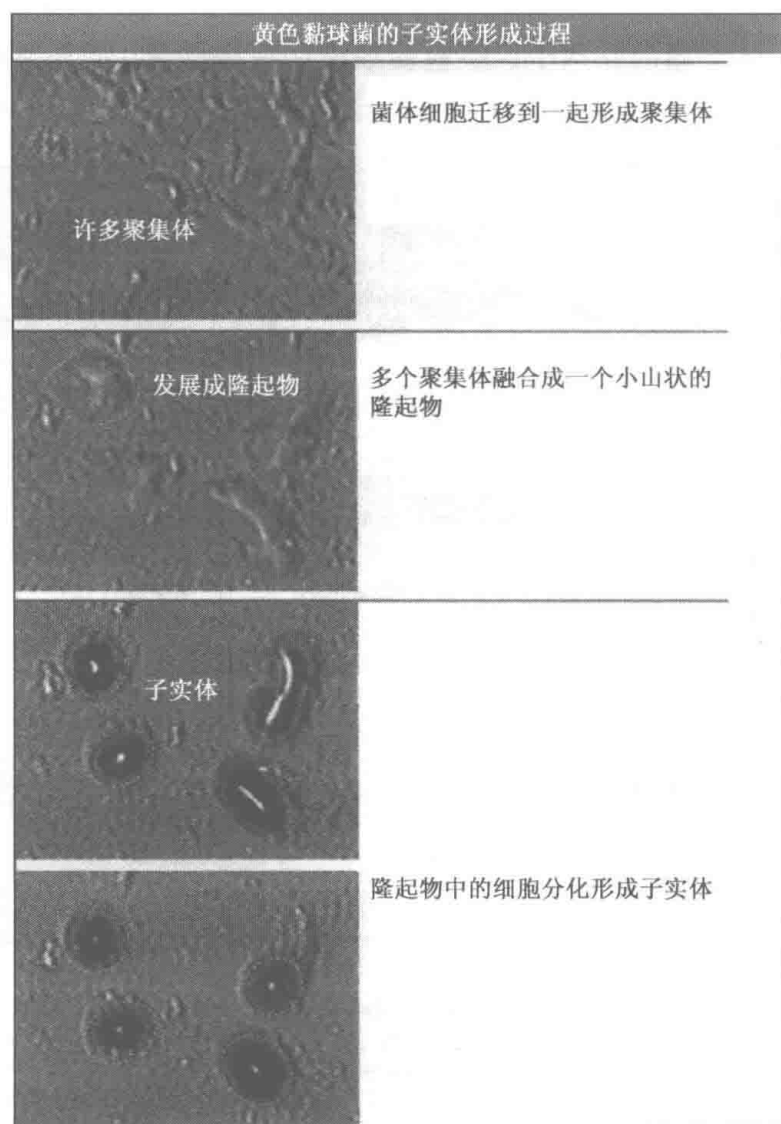 黄色黏球菌的子实体形成过程
菌体细胞迁移到一起形成聚集体
许多聚集体
发展成隆起物
多个聚集体融合成一个小山状的
隆起物
子实体
隆起物中的细胞分化形成子实体